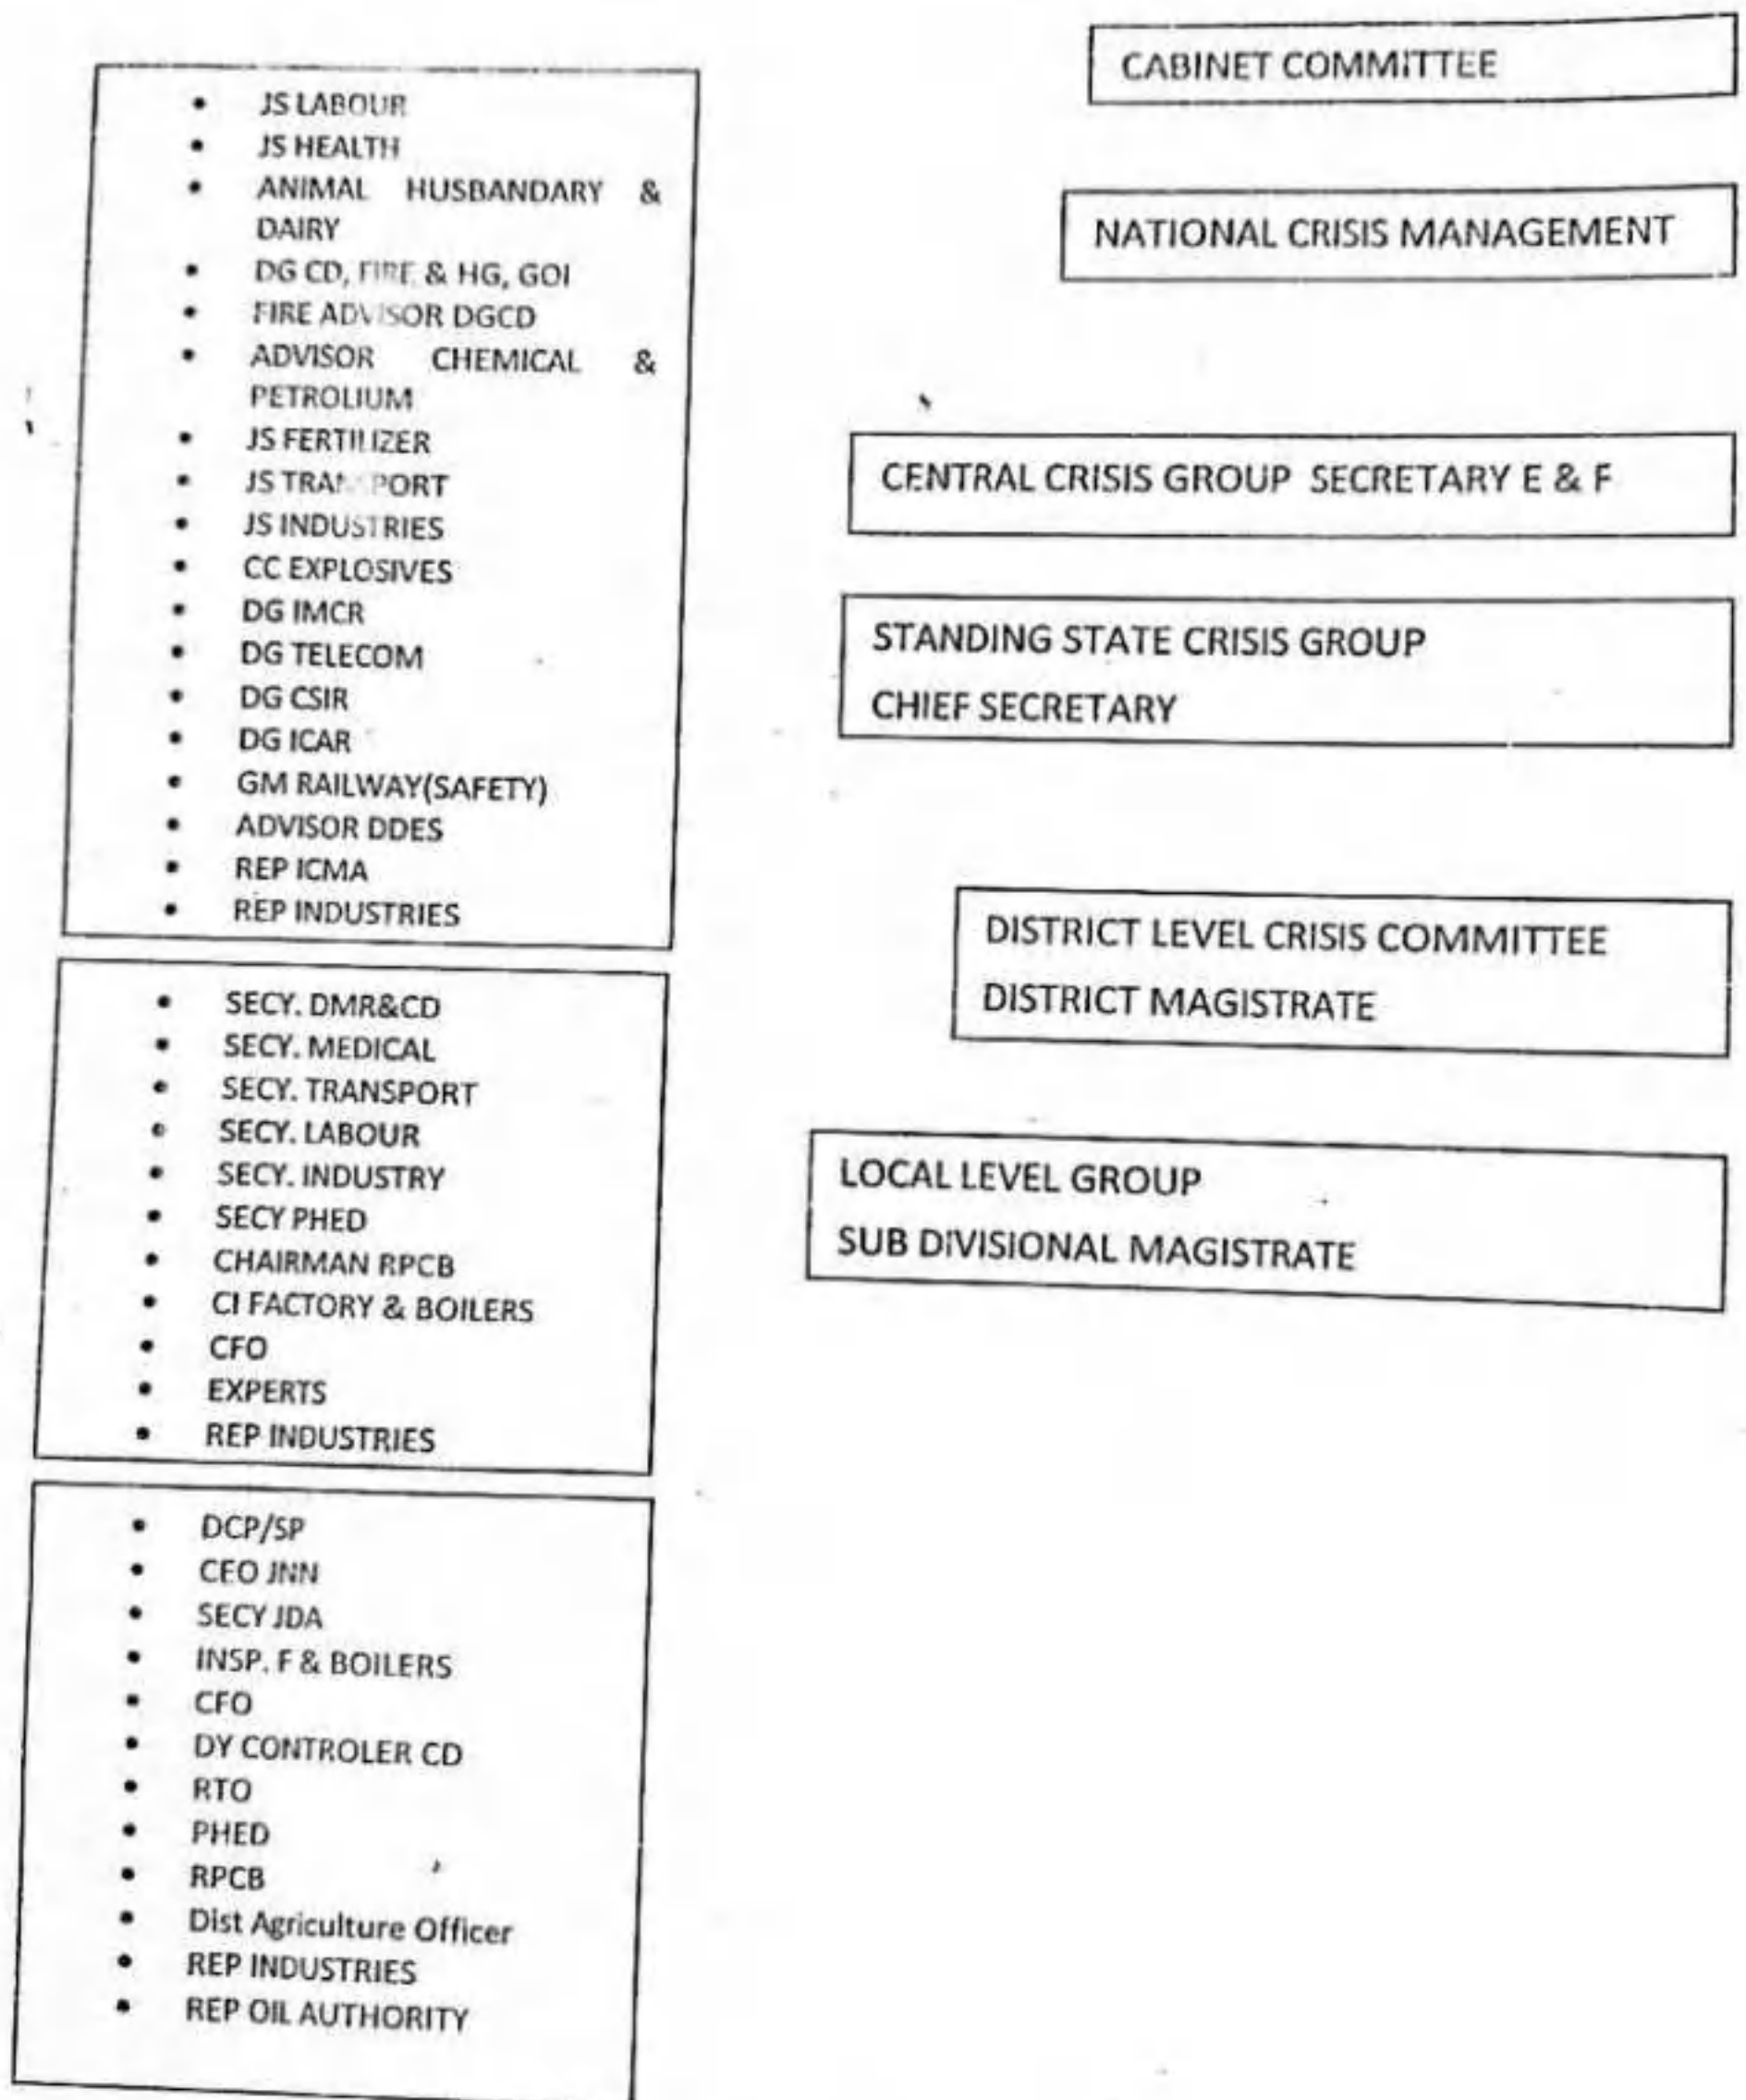 • JS LABOUR
• JS HEALTH
• ANIMAL HUSBANDARY &
DAIRY
• DG CD, FIRE & HG, GOI
• FIRE ADVISOR DGCD
• ADVISOR CHEMICAL &
PETROLIUM
• JS FERTILIZER
• JS TRANSPORT
• JS INDUSTRIES
• CC EXPLOSIVES
• DG IMCR
• DG TELECOM
• DG CSIR
• DG ICAR
• GM RAILWAY(SAFETY)
• ADVISOR DDES
• REP ICMA
• REP INDUSTRIES
• SECY. DMR&CD
• SECY. MEDICAL
• SECY. TRANSPORT
• SECY. LABOUR
• SECY. INDUSTRY
• SECY PHED
• CHAIRMAN RPCB
• CI FACTORY & BOILERS
• CFO
• EXPERTS
• REP INDUSTRIES
• DCP/SP
• CEO JNN
• SECY JDA
• INSP. F & BOILERS
• CFO
• DY CONTROLER CD
• RTO
• PHED
• RPCB
• Dist Agriculture Officer
• REP INDUSTRIES
• REP OIL AUTHORITY
CABINET COMMITTEE
NATIONAL CRISIS MANAGEMENT
CENTRAL CRISIS GROUP SECRETARY E & F
STANDING STATE CRISIS GROUP
CHIEF SECRETARY
DISTRICT LEVEL CRISIS COMMITTEE
DISTRICT MAGISTRATE
LOCAL LEVEL GROUP
SUB DIVISIONAL MAGISTRATE